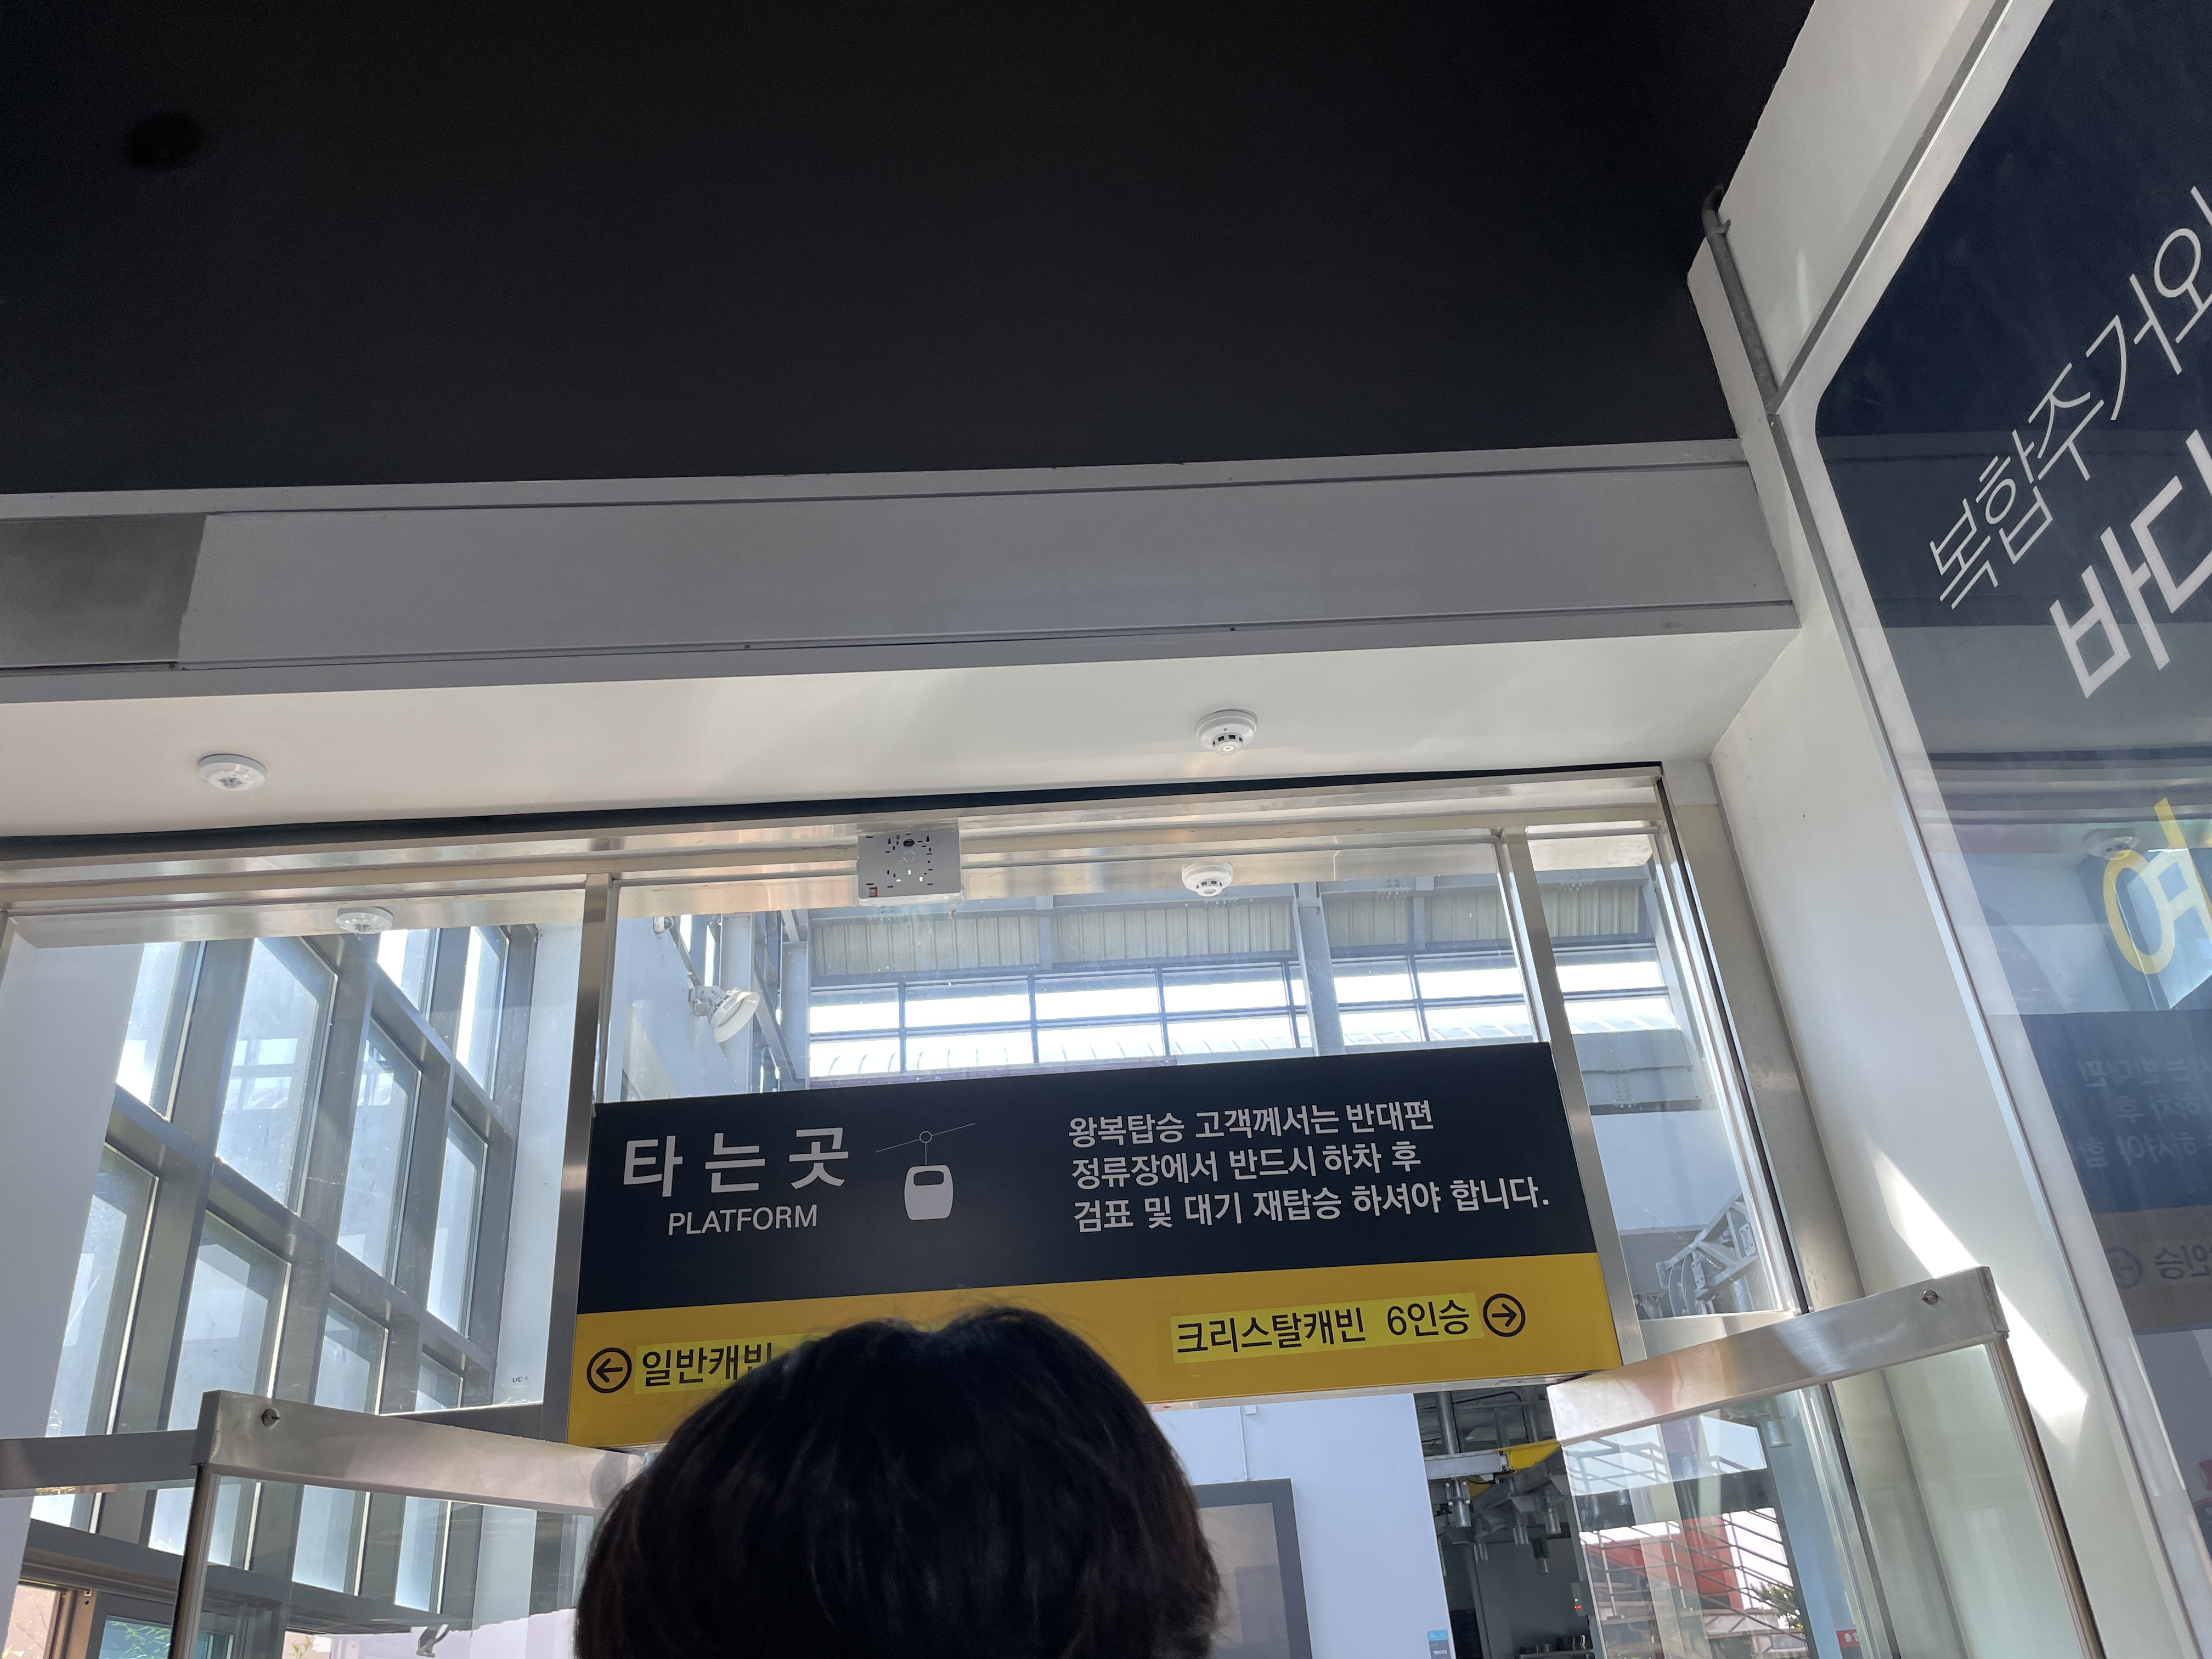 타는곳
PLATFORM
왕복탑승 고객께서는 반대편
정류장에서 반드시 하차 후
검표 및 대기 재탑승 하셔야 합니다.
일반캐빈
크리스탈캐빈 6인승
복합주거